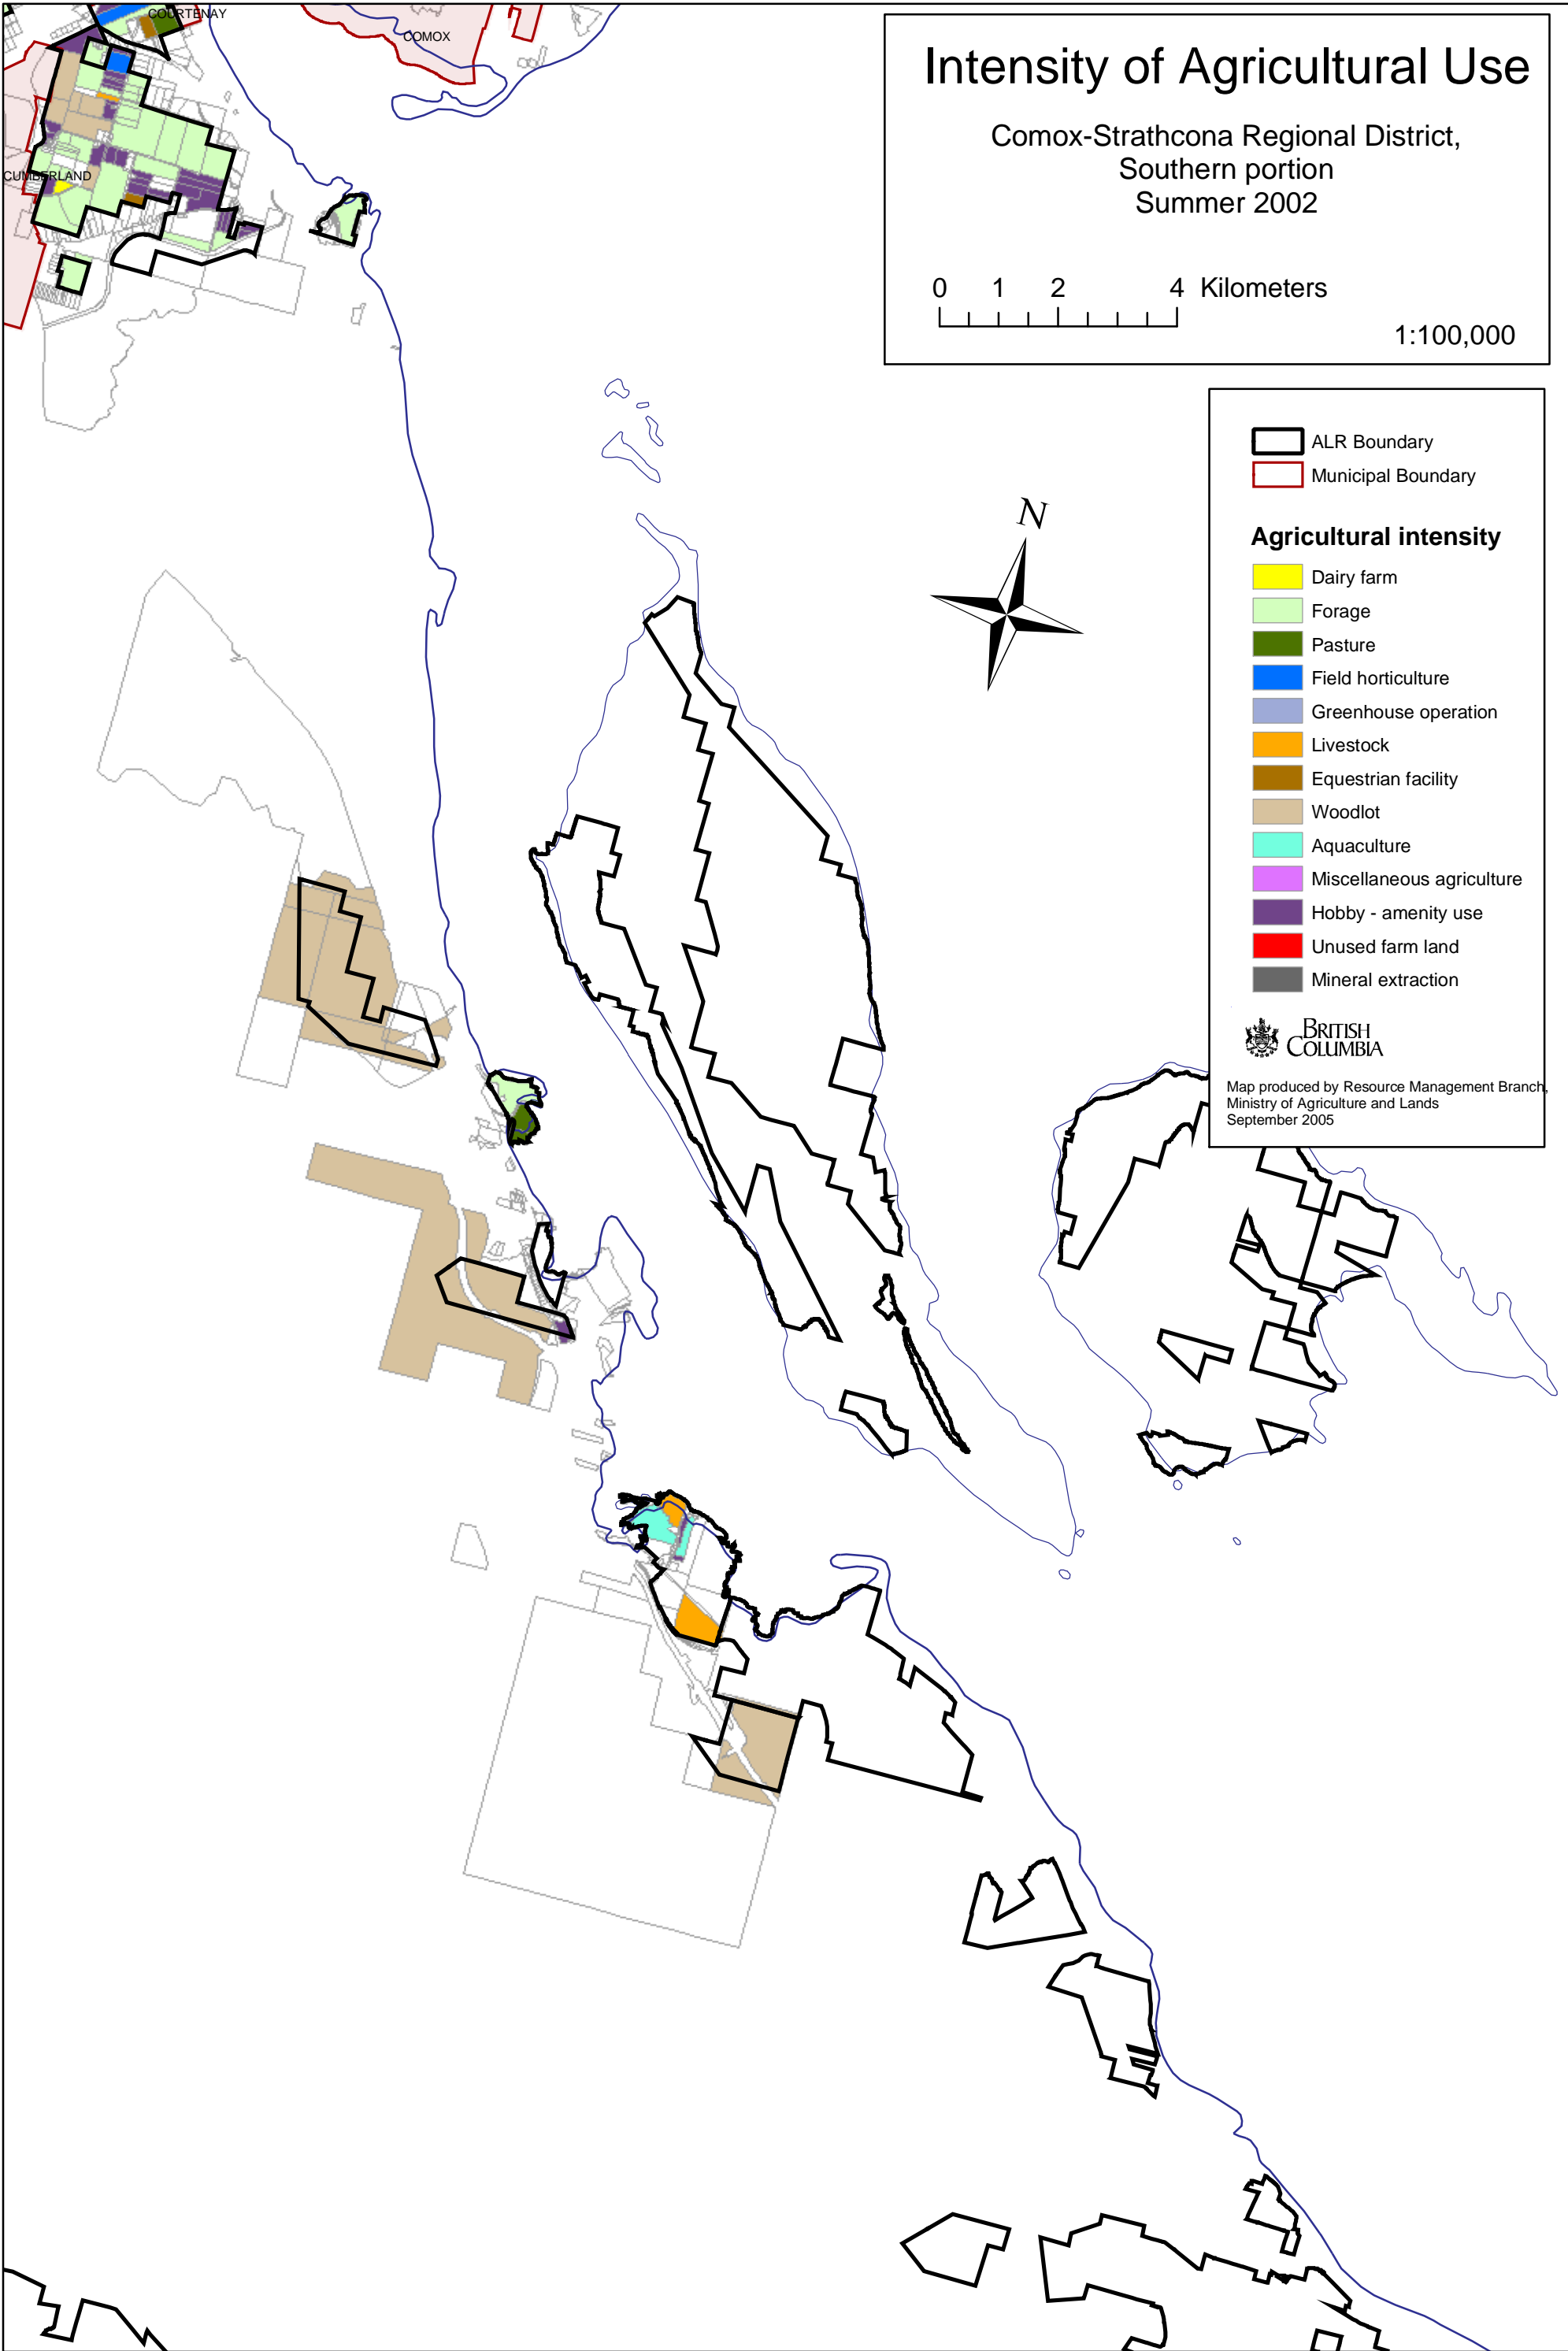 COURTENAY
COMOX
CUMBERLAND
Intensity of Agricultural Use
Comox-Strathcona Regional District,
Southern portion
Summer 2002
0 1 2 4 Kilometers
1:100,000
N
ALR Boundary
Municipal Boundary
Agricultural intensity
Dairy farm
Forage
Pasture
Field horticulture
Greenhouse operation
Livestock
Equestrian facility
Woodlot
Aquaculture
Miscellaneous agriculture
Hobby - amenity use
Unused farm land
Mineral extraction
BRITISH
COLUMBIA
Map produced by Resource Management Branch,
Ministry of Agriculture and Lands
September 2005